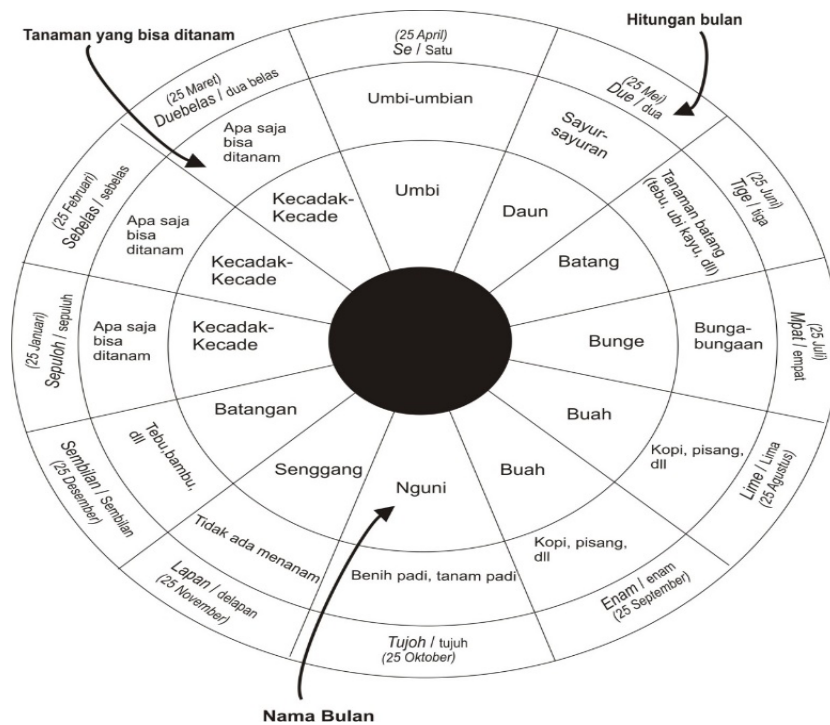 Tanaman yang bisa ditanam
Hitungan bulan
(25 April)
Se / Satu
Umbi-umbian
Umbi
(25 Mei)
Due / dua
Sayur-
sayuran
Daun
(25 Juni)
Tige / tiga
Tanaman batang
(tebu, ubi kayu, dll)
Batang
(25 Juli)
Mpat / empat
Bunga-
bungaan
Bunge
Lime / Lima
(25 Agustus)
Kopi, pisang,
dll
Buah
Enam / enam
(25 September)
Kopi, pisang,
dll
Buah
Tujoh / tujuh
(25 Oktober)
Benih padi, tanam padi
Nguni
Lapan / delapan
(25 November)
Tidak ada menanam
Senggang
Sembilan / Sembilan
(25 Desember)
Tebu,bambu,
dll
Batangan
(25 Januari)
Sepuloh / sepuluh
Apa saja
bisa
ditanam
Kecadak-
Kecade
(25 Februari)
Sebelas / sebelas
Apa saja
bisa
ditanam
Kecadak-
Kecade
(25 Maret)
Duebelas / dua belas
Apa saja
bisa
ditanam
Kecadak-
Kecade
Nama Bulan